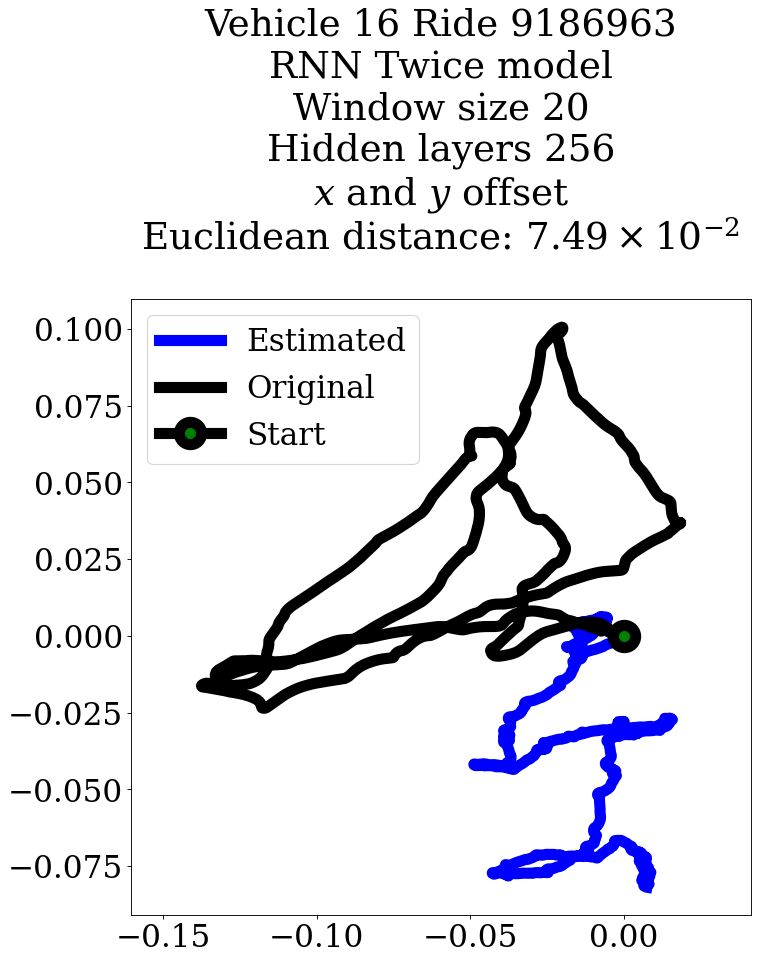 Vehicle 16 Ride 9186963
RNN Twice model
Window size 20
Hidden layers 256
x and y offset
Euclidean distance: 7.49 × 10⁻²
Estimated
Original
Start
0.100
0.075
0.050
0.025
0.000
−0.025
−0.050
−0.075
−0.15 −0.10 −0.05 0.00